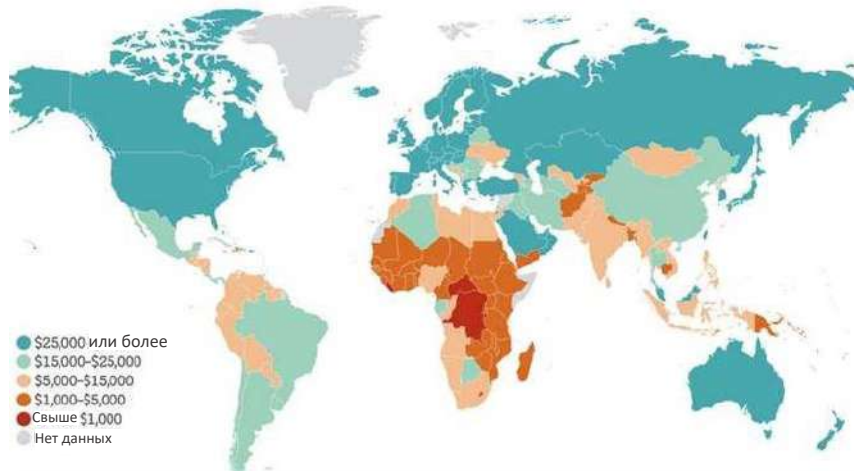 $25,000 или более
$15,000–$25,000
$5,000–$15,000
$1,000–$5,000
Свыше $1,000
Нет данных